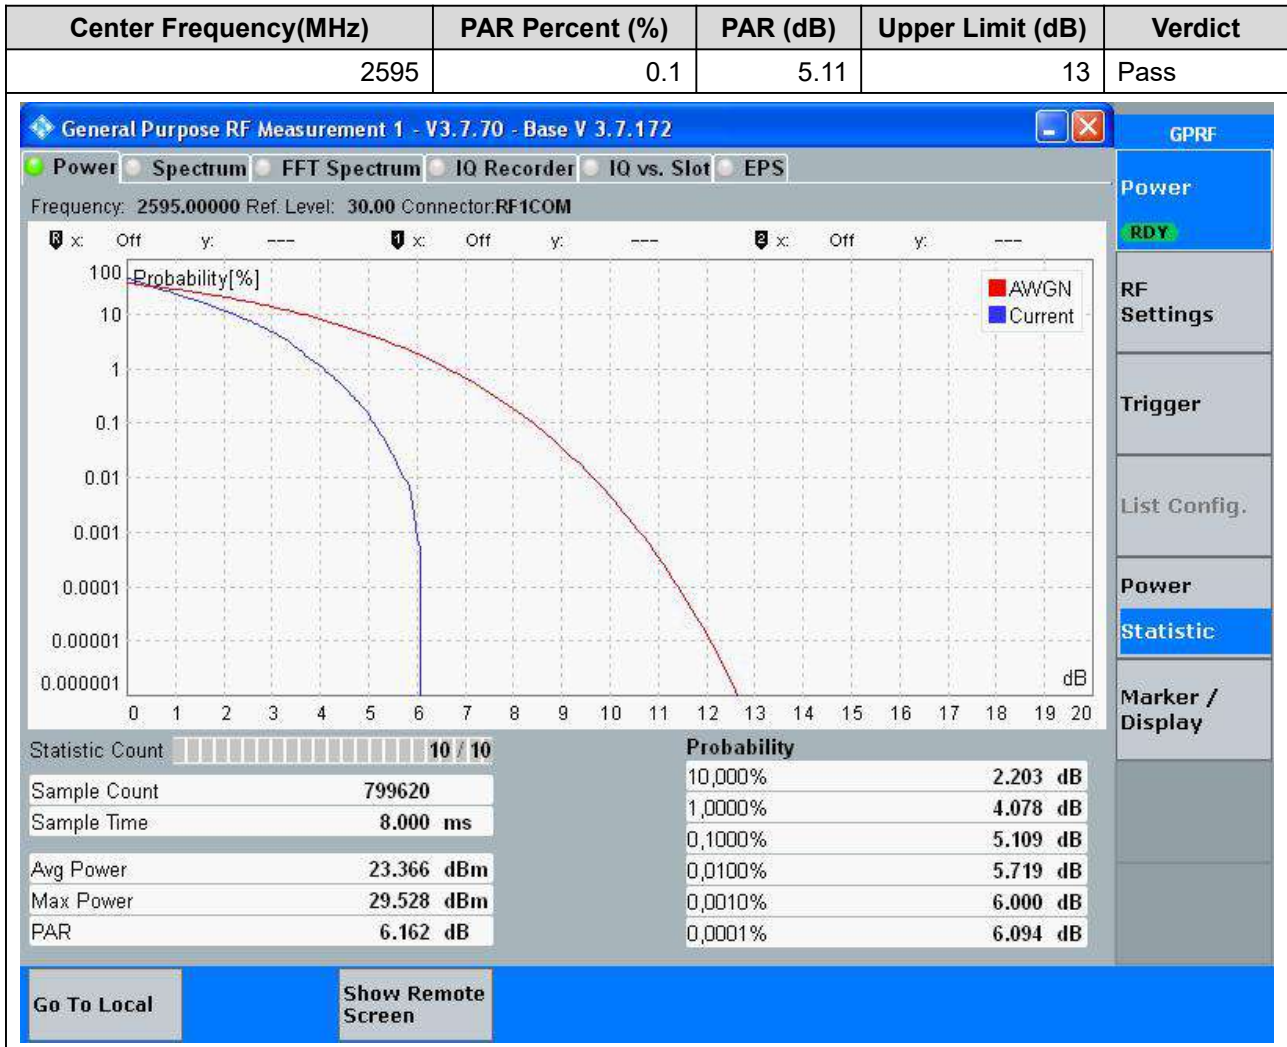 Center Frequency(MHz) PAR Percent (%) PAR (dB) Upper Limit (dB) Verdict
2595 0.1 5.11 13 Pass
General Purpose RF Measurement 1 - V3.7.70 - Base V 3.7.172
GPRF
Power Spectrum FFT Spectrum IQ Recorder IQ vs. Slot EPS
Frequency: 2595.00000 Ref. Level: 30.00 Connector:RF1COM
R x: Off y: --- 1 x: Off y: --- 2 x: Off y: ---
Probability[%]
100
10
1
0.1
0.01
0.001
0.0001
0.00001
0.000001
AWGN
Current
dB
0 1 2 3 4 5 6 7 8 9 10 11 12 13 14 15 16 17 18 19 20
Statistic Count 10 / 10
Sample Count 799620
Sample Time 8.000 ms
Avg Power 23.366 dBm
Max Power 29.528 dBm
PAR 6.162 dB
Probability
10,000% 2.203 dB
1,0000% 4.078 dB
0,1000% 5.109 dB
0,0100% 5.719 dB
0,0010% 6.000 dB
0,0001% 6.094 dB
Power
RDY
RF
Settings
Trigger
List Config.
Power
Statistic
Marker /
Display
Go To Local
Show Remote
Screen